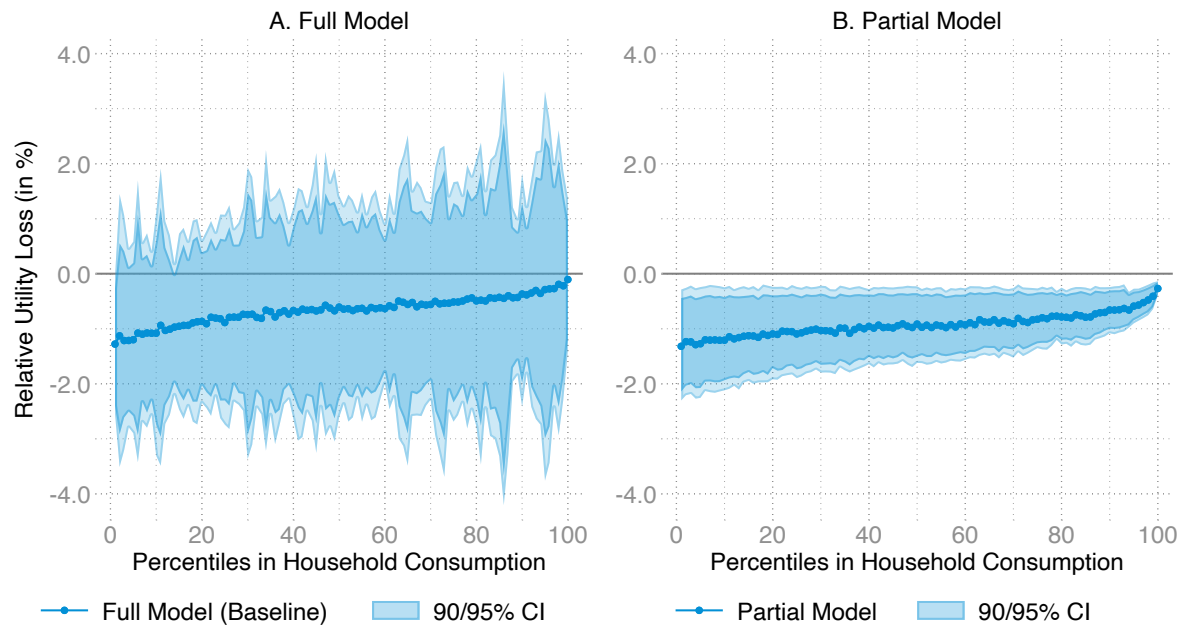 A. Full Model
B. Partial Model
Relative Utility Loss (in %)
4.0
2.0
0.0
-2.0
-4.0
4.0
2.0
0.0
-2.0
-4.0
0 20 40 60 80 100
0 20 40 60 80 100
Percentiles in Household Consumption
Percentiles in Household Consumption
Full Model (Baseline) 90/95% CI
Partial Model 90/95% CI